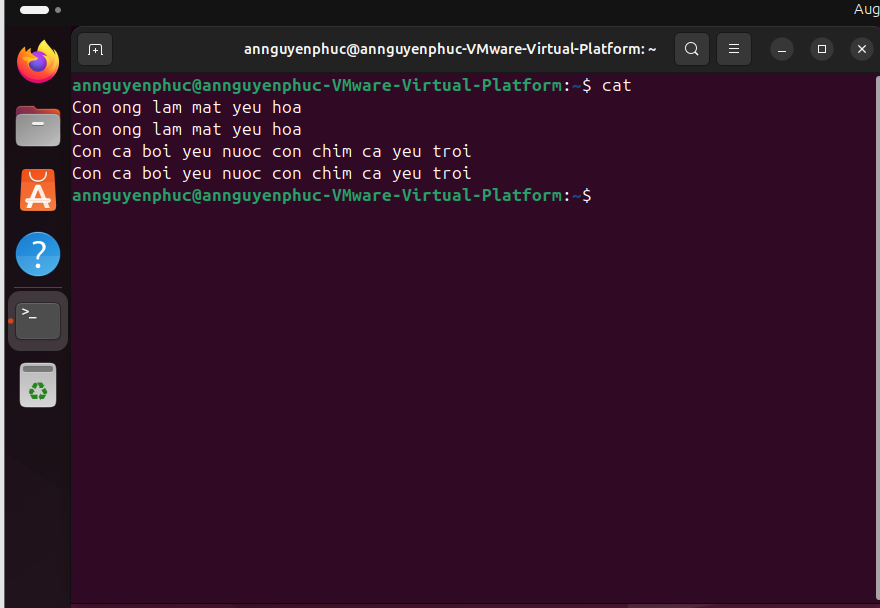 Aug
annguyenphuc@annguyenphuc-VMware-Virtual-Platform: ~
annguyenphuc@annguyenphuc-VMware-Virtual-Platform:~$ cat
Con ong lam mat yeu hoa
Con ong lam mat yeu hoa
Con ca boi yeu nuoc con chim ca yeu troi
Con ca boi yeu nuoc con chim ca yeu troi
annguyenphuc@annguyenphuc-VMware-Virtual-Platform:~$